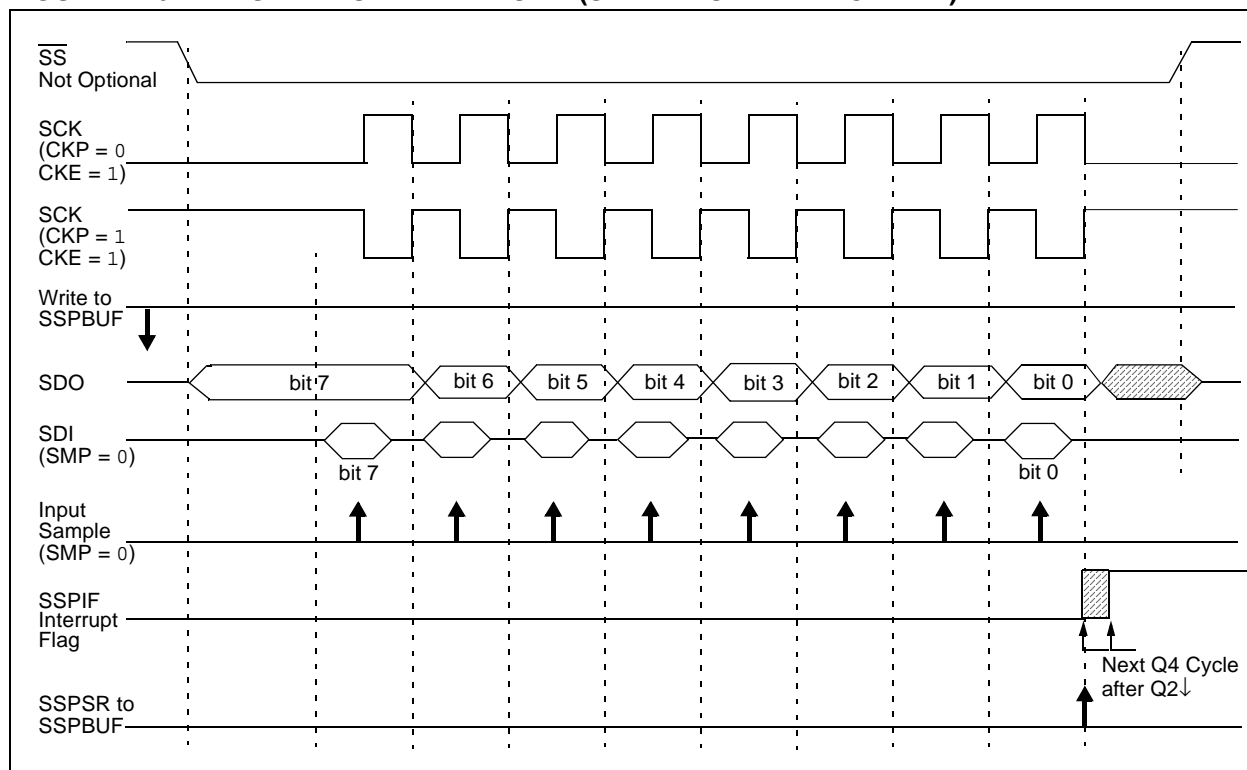 SS
Not Optional
SCK
(CKP = 0
CKE = 1)
SCK
(CKP = 1
CKE = 1)
Write to
SSPBUF
SDO
bit 7
bit 6
bit 5
bit 4
bit 3
bit 2
bit 1
bit 0
SDI
(SMP = 0)
bit 7
bit 0
Input
Sample
(SMP = 0)
SSPIF
Interrupt
Flag
Next Q4 Cycle
after Q2↓
SSPSR to
SSPBUF